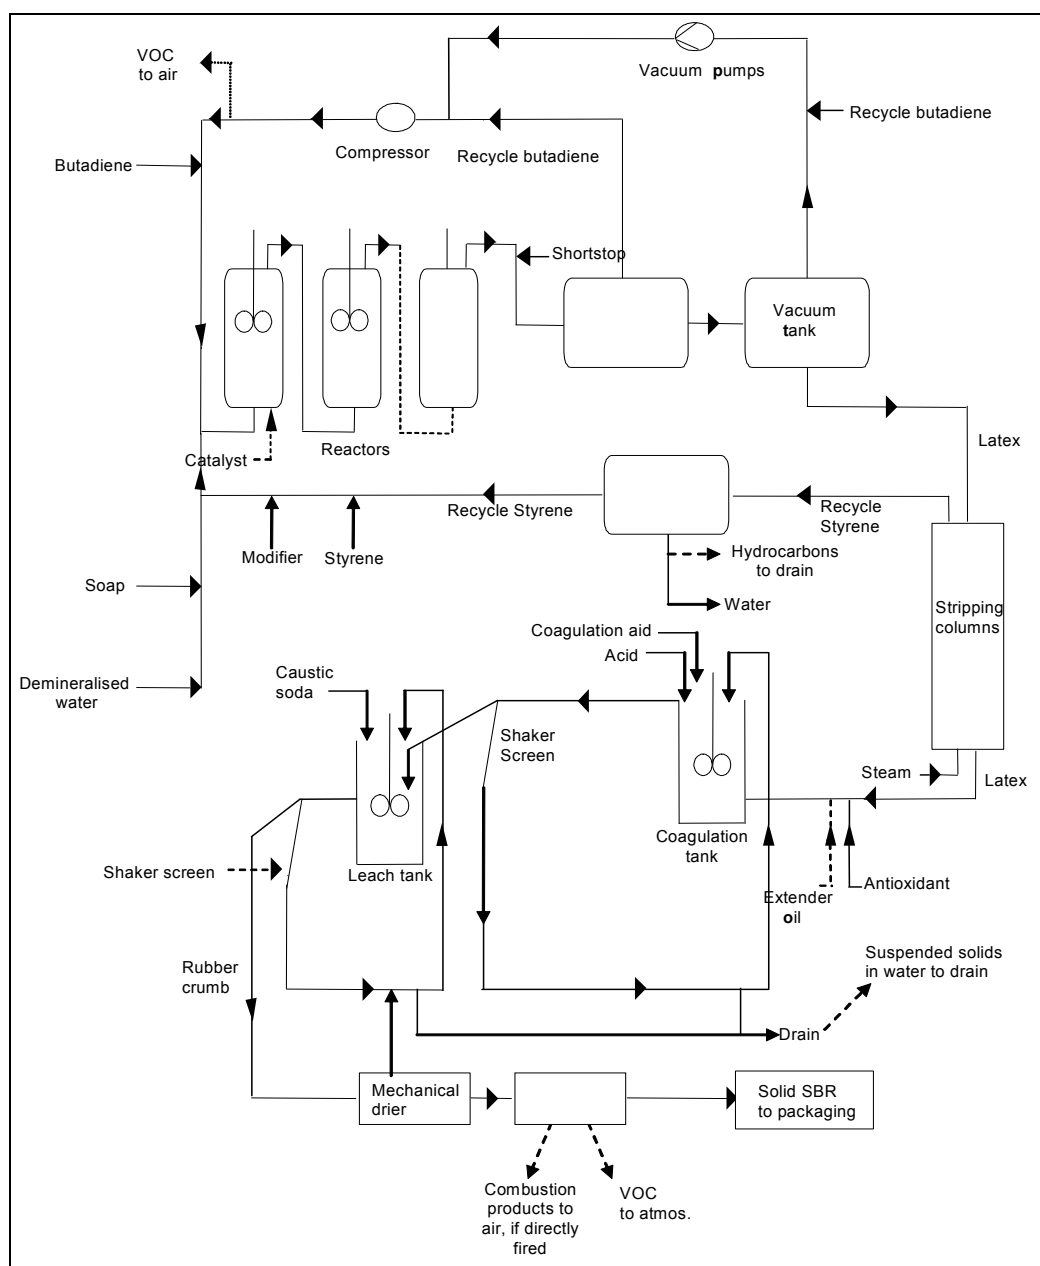 VOC
to air
Vacuum pumps
Recycle butadiene
Compressor
Recycle butadiene
Butadiene
Shortstop
Vacuum
tank
Reactors
Catalyst
Latex
Recycle Styrene
Recycle
Styrene
Modifier
Styrene
Hydrocarbons
to drain
Soap
Water
Stripping
columns
Coagulation aid
Acid
Demineralised
water
Caustic
soda
Shaker
Screen
Steam
Latex
Coagulation
tank
Shaker screen
Leach tank
Extender
oil
Antioxidant
Rubber
crumb
Suspended solids
in water to drain
Drain
Mechanical
drier
Solid SBR
to packaging
Combustion
products to
air, if directly
fired
VOC
to atmos.